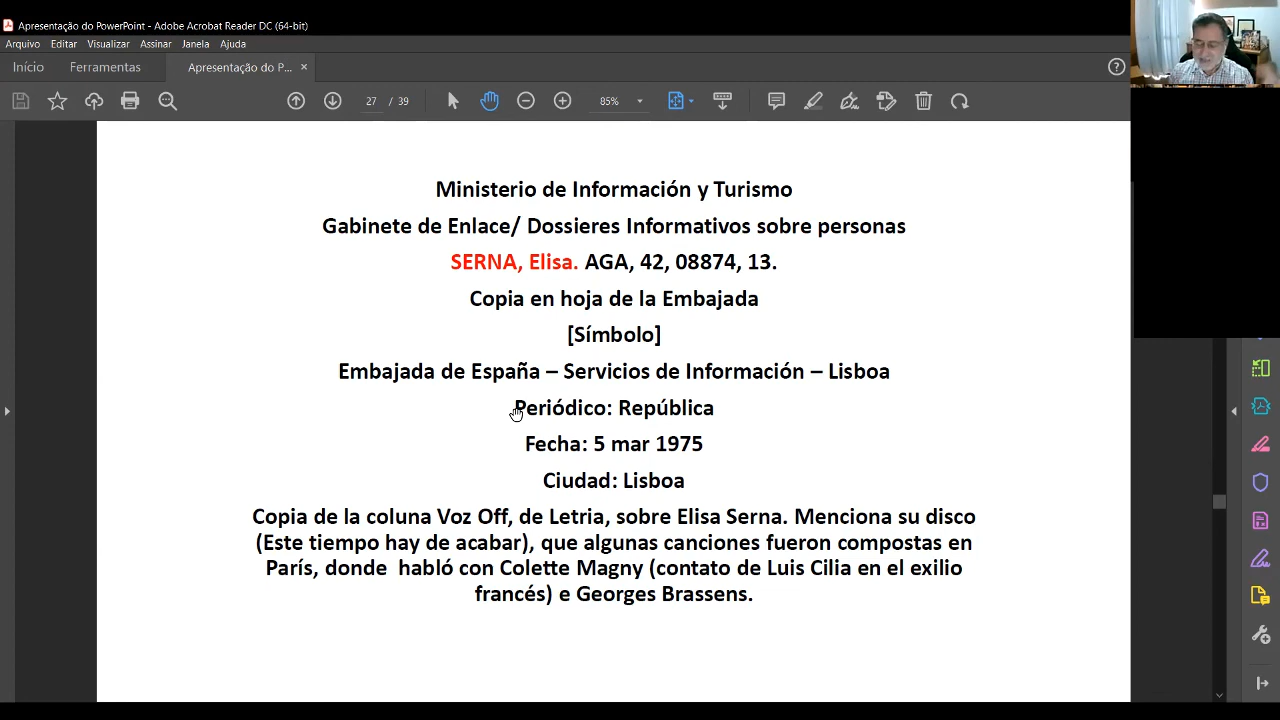 Apresentação do PowerPoint - Adobe Acrobat Reader DC (64-bit)
Arquivo Editar Visualizar Assinar Janela Ajuda
Início Ferramentas Apresentação do P... ×
27 / 39 85%
Ministerio de Información y Turismo
Gabinete de Enlace/ Dossieres Informativos sobre personas
SERNA, Elisa. AGA, 42, 08874, 13.
Copia en hoja de la Embajada
[Símbolo]
Embajada de España – Servicios de Información – Lisboa
Periódico: República
Fecha: 5 mar 1975
Ciudad: Lisboa
Copia de la coluna Voz Off, de Letria, sobre Elisa Serna. Menciona su disco
(Este tiempo hay de acabar), que algunas canciones fueron compostas en
París, donde habló con Colette Magny (contato de Luis Cilia en el exilio
francés) e Georges Brassens.